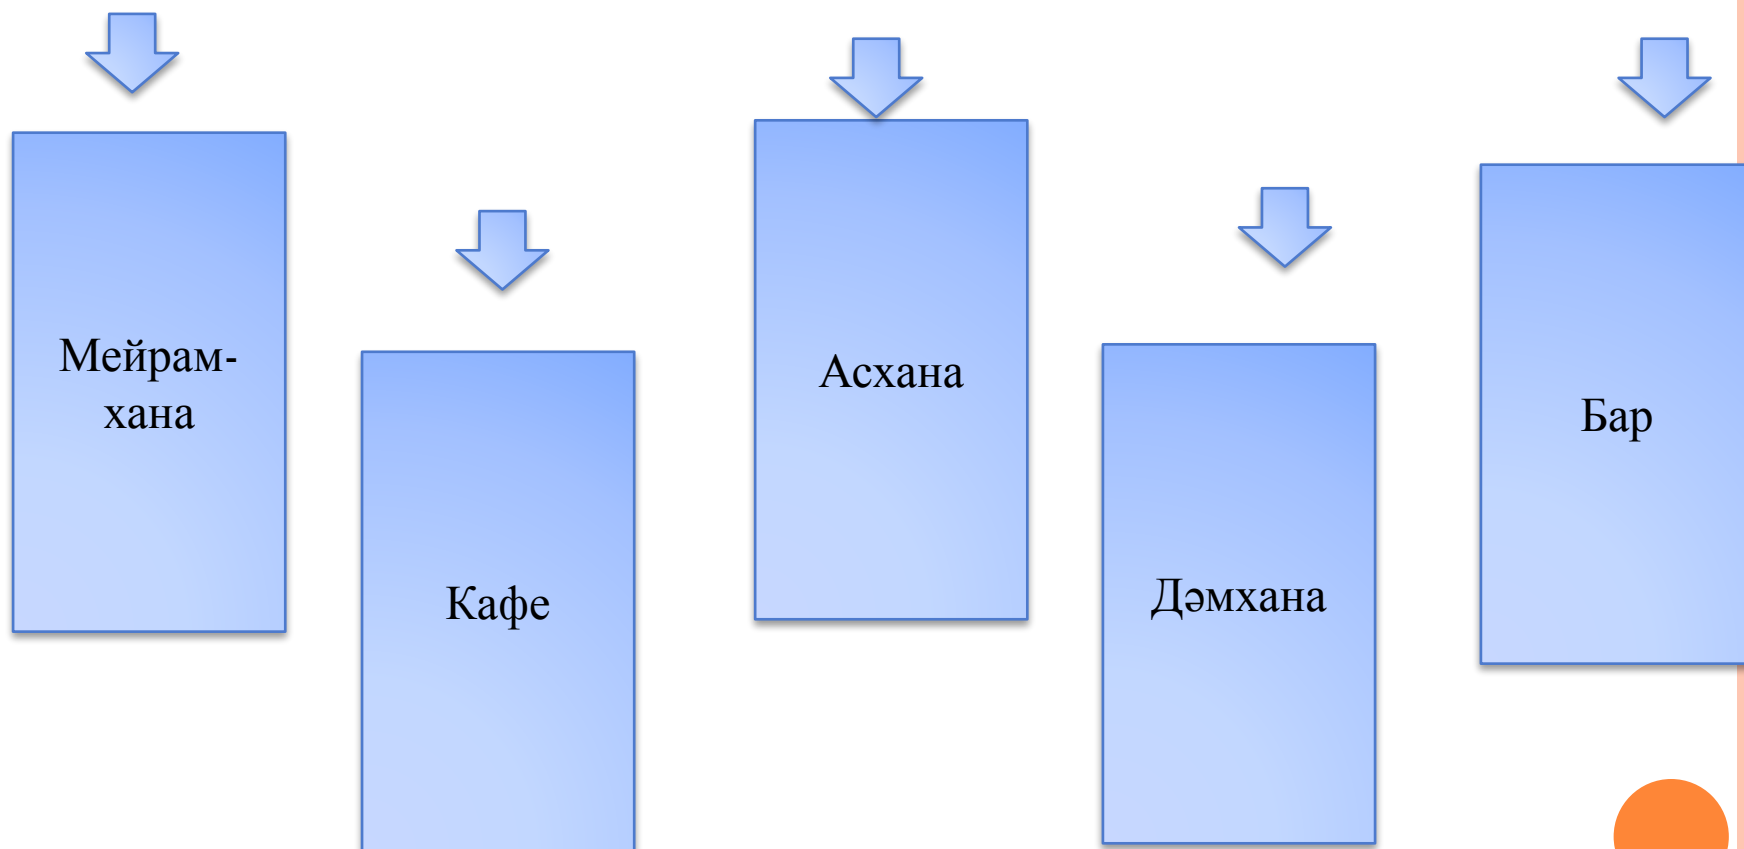 Мейрам-
хана
Кафе
Асхана
Дәмхана
Бар